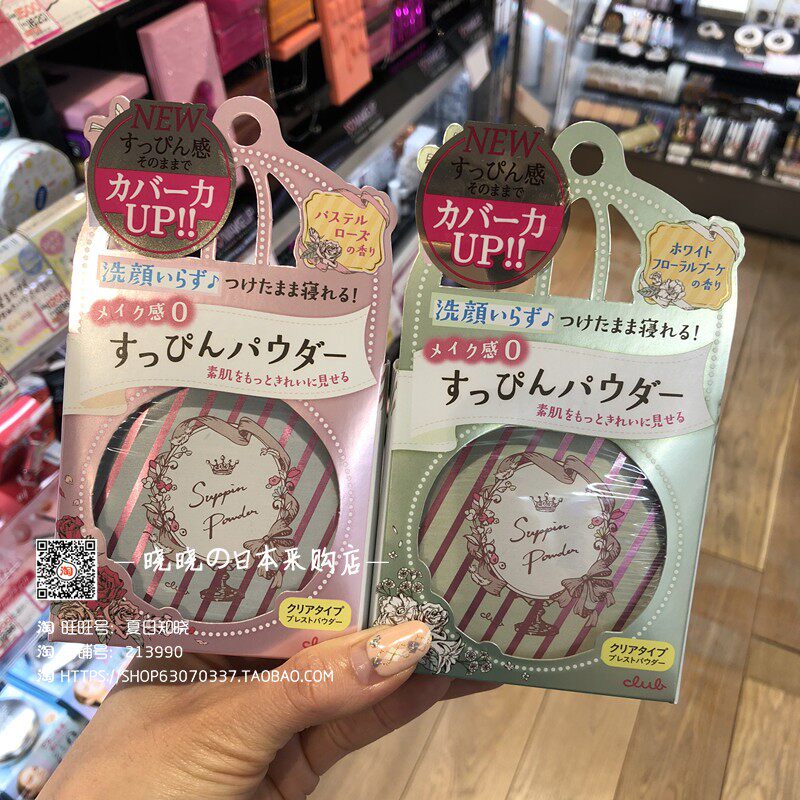 NEW
すっぴん感
そのままで
カバー力
UP!!
パステル
ローズ
の香り
洗顔いらず♪つけたまま寝れる!
メイク感0
すっぴんパウダー
素肌をもっときれいに見せる
Suppin
Powder
club
クリアタイプ
プレストパウダー
club
NEW
すっぴん感
そのままで
カバー力
UP!!
ホワイト
フローラルブーケ
の香り
洗顔いらず♪つけたまま寝れる!
メイク感0
すっぴんパウダー
素肌をもっときれいに見せる
Suppin
Powder
club
クリアタイプ
プレストパウダー
club
淘
—晓晓の日本采购店—
淘 旺旺号: 夏日郑晓
淘 店铺号: 213990
淘 HTTPS://SHOP63070337.TAOBAO.COM